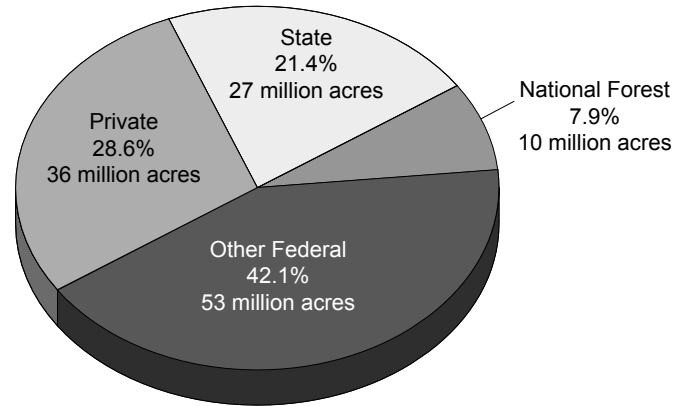 State
21.4%
27 million acres
National Forest
7.9%
10 million acres
Private
28.6%
36 million acres
Other Federal
42.1%
53 million acres